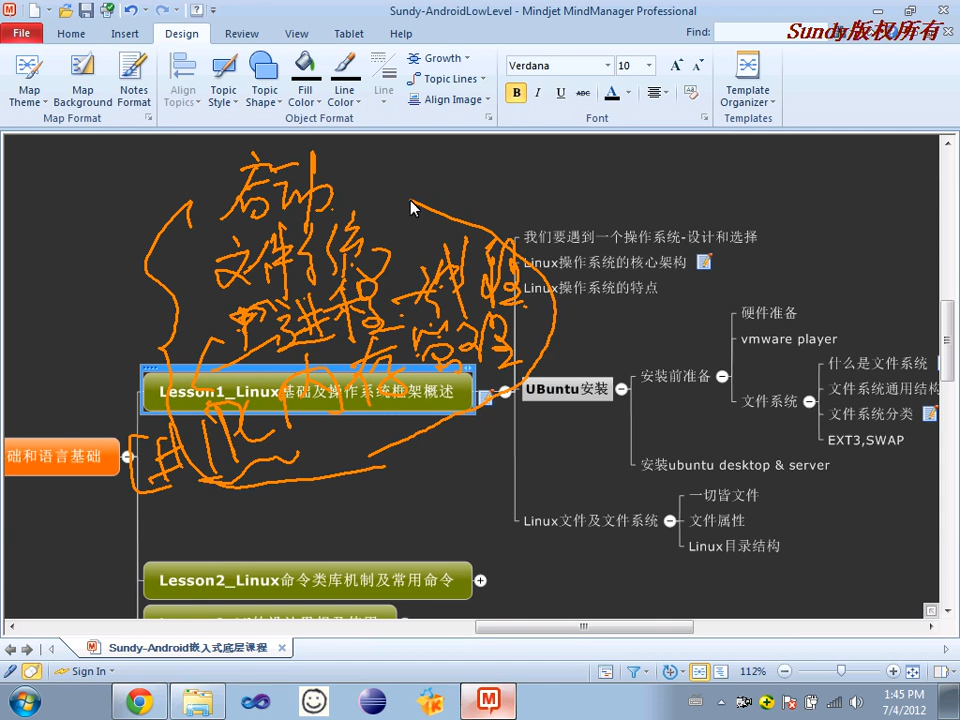 Sundy-AndroidLowLevel - Mindjet MindManager Professional
File Home Insert Design Review View Tablet Help Find:
Sundy版权所有
Map Theme
Map Background
Notes Format
Map Format
Align Topics
Topic Style
Topic Shape
Fill Color
Line Color
Line
Growth
Topic Lines
Align Image
Object Format
Verdana 10
B I U ABC A
Font
Template Organizer
Templates
启动
文件系统
进程
管理
内存管理
我们要遇到一个操作系统-设计和选择
Linux操作系统的核心架构
Linux操作系统的特点
硬件准备
vmware player
安装前准备
什么是文件系统
文件系统通用结构
文件系统
文件系统分类
EXT3,SWAP
UBuntu安装
Lesson1_Linux基础及操作系统框架概述
础和语言基础
安装ubuntu desktop & server
一切皆文件
Linux文件及文件系统
文件属性
Linux目录结构
Lesson2_Linux命令类库机制及常用命令
Sundy-Android嵌入式底层课程
Sign In
112%
1:45 PM
7/4/2012